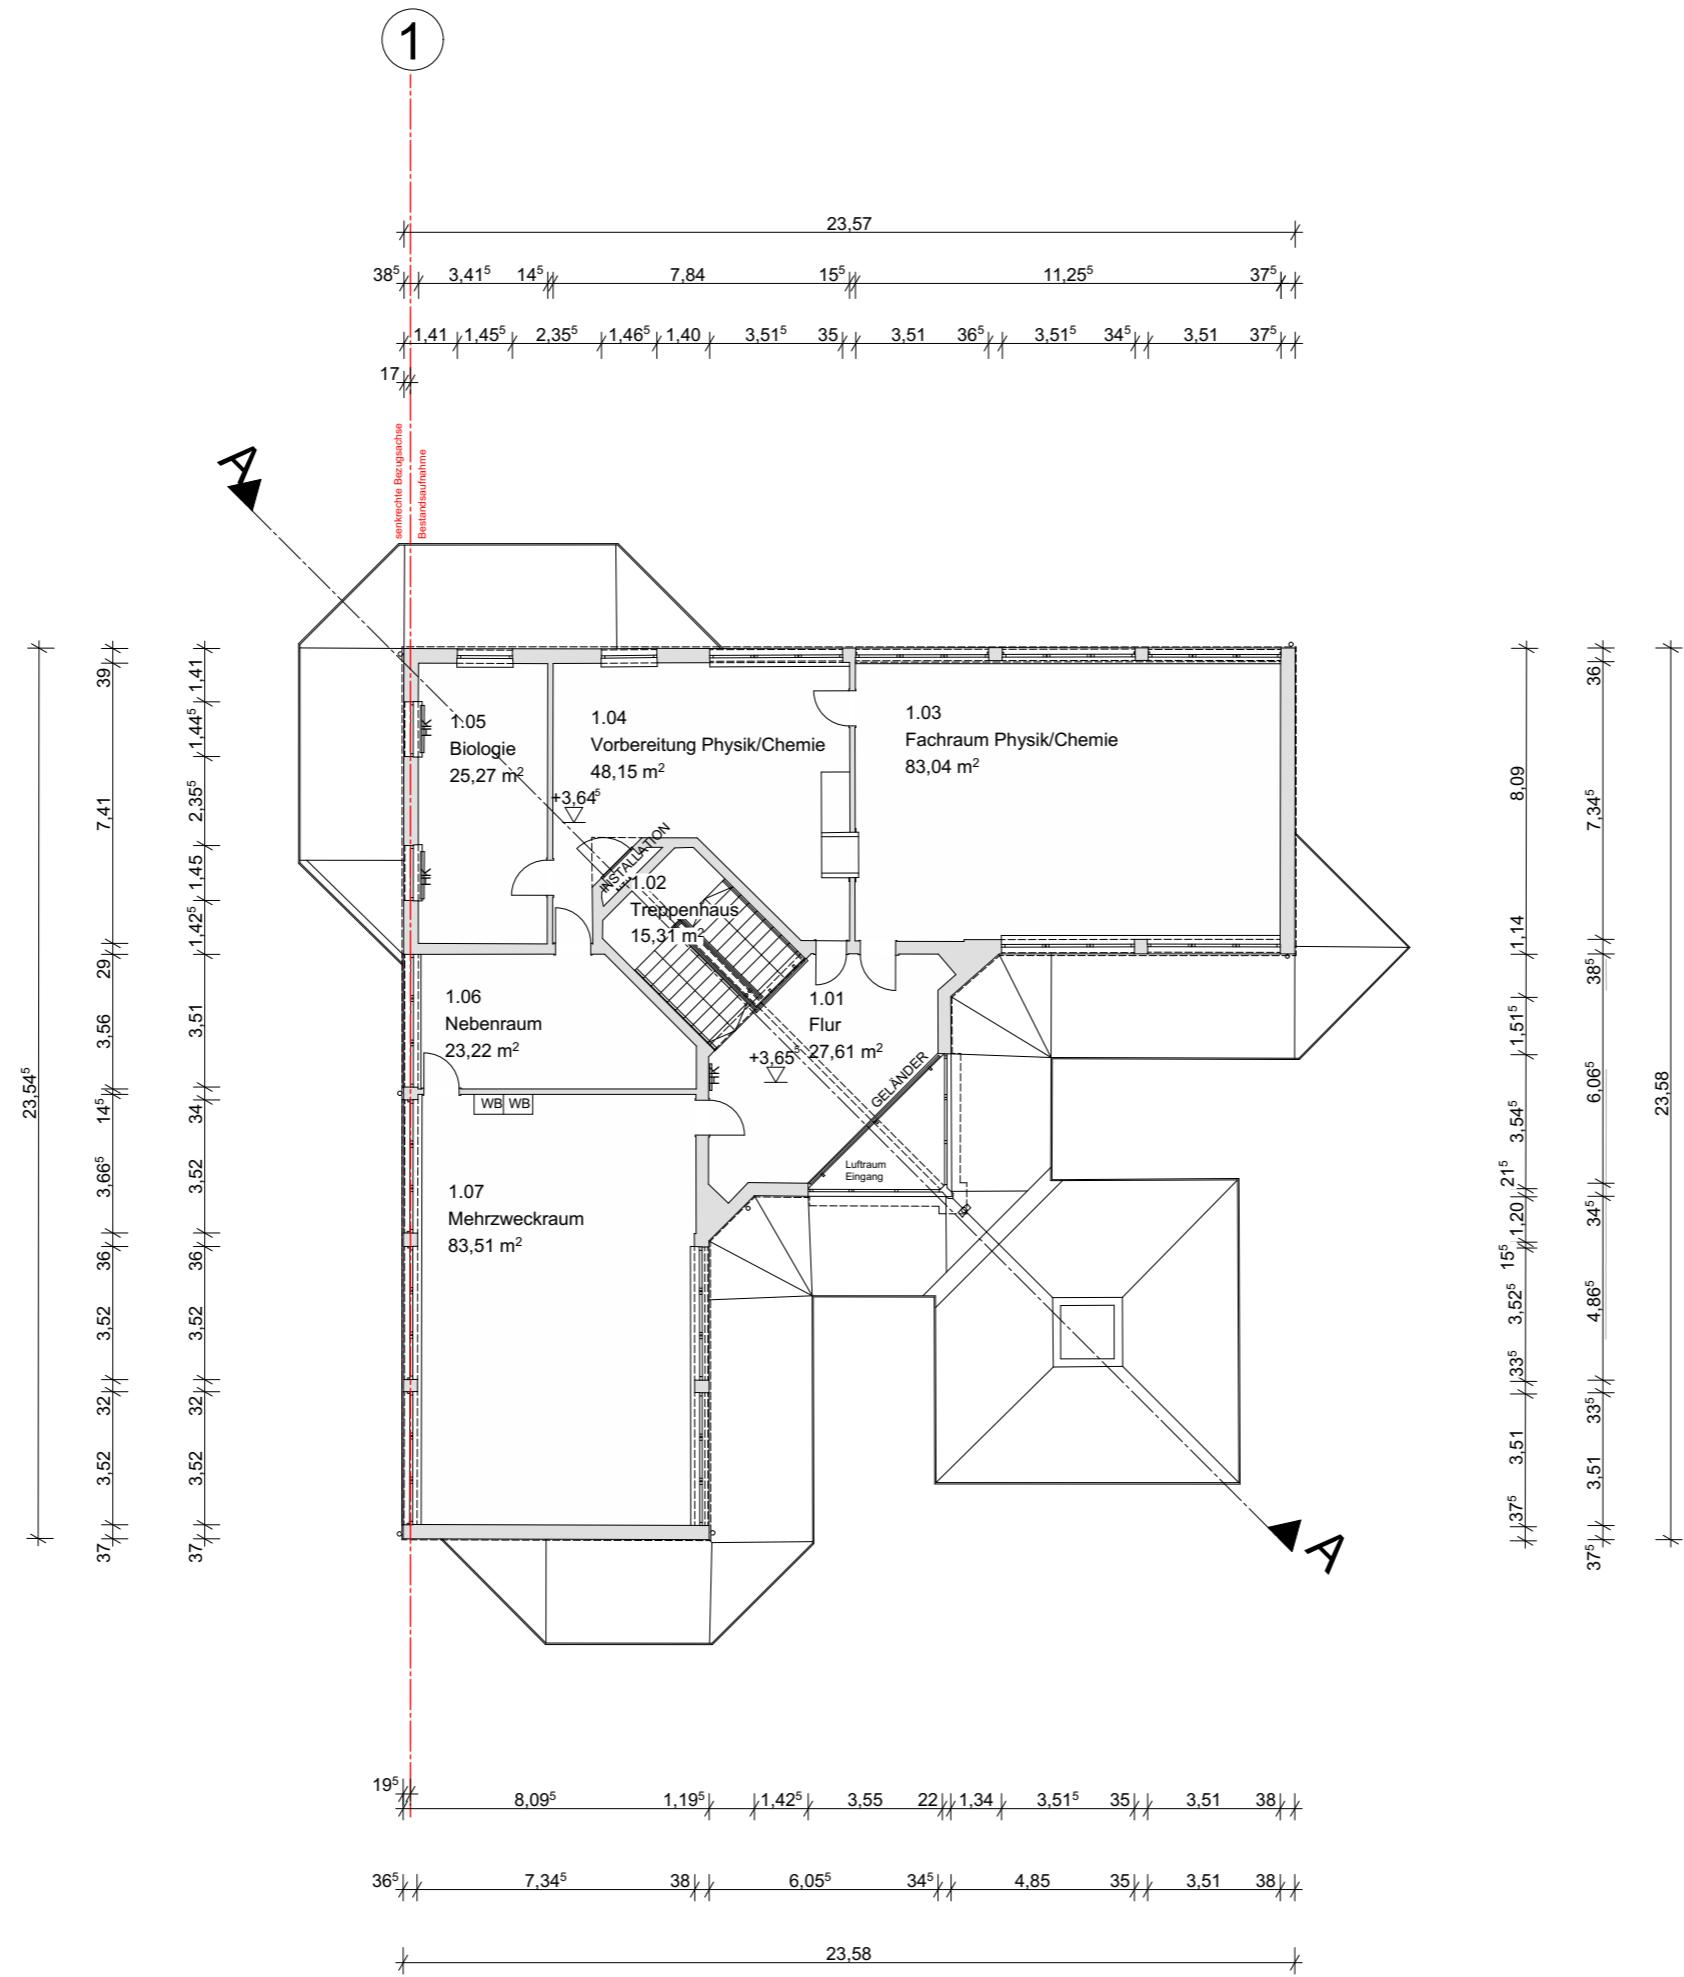 1
23,57
38⁵ 3,41⁵ 14⁵ 7,84 15⁵ 11,25⁵ 37⁵
1,41 1,45⁵ 2,35⁵ 1,46⁵ 1,40 3,51⁵ 35 3,51 36⁵ 3,51⁵ 34⁵ 3,51 37⁵
17
senkrechte Bezugsachse
Bestandsaufnahme
A
1.05
Biologie
25,27 m²
1.04
Vorbereitung Physik/Chemie
48,15 m²
1.03
Fachraum Physik/Chemie
83,04 m²
HK
HK
+3,64⁵
INSTALLATION
1.02
Treppenhaus
15,31 m²
1.06
Nebenraum
23,22 m²
1.01
Flur
27,61 m²
+3,65⁵
HK
GELÄNDER
WB WB
Luftraum
Eingang
1.07
Mehrzweckraum
83,51 m²
A
23,54⁵
39
7,41
29
3,56
14⁵
3,66⁵
36
3,52
32
3,52
37
1,41
1,44⁵
2,35⁵
1,45
1,42⁵
3,51
34
3,52
36
3,52
32
3,52
37
8,09
1,14
1,51⁵
3,54⁵
21⁵
1,20
15⁵
3,52⁵
33⁵
3,51
37⁵
36
7,34⁵
38⁵
6,06⁵
34⁵
4,86⁵
33⁵
3,51
37⁵
23,58
19⁵
8,09⁵ 1,19⁵ 1,42⁵ 3,55 22 1,34 3,51⁵ 35 3,51 38
36⁵ 7,34⁵ 38 6,05⁵ 34⁵ 4,85 35 3,51 38
23,58